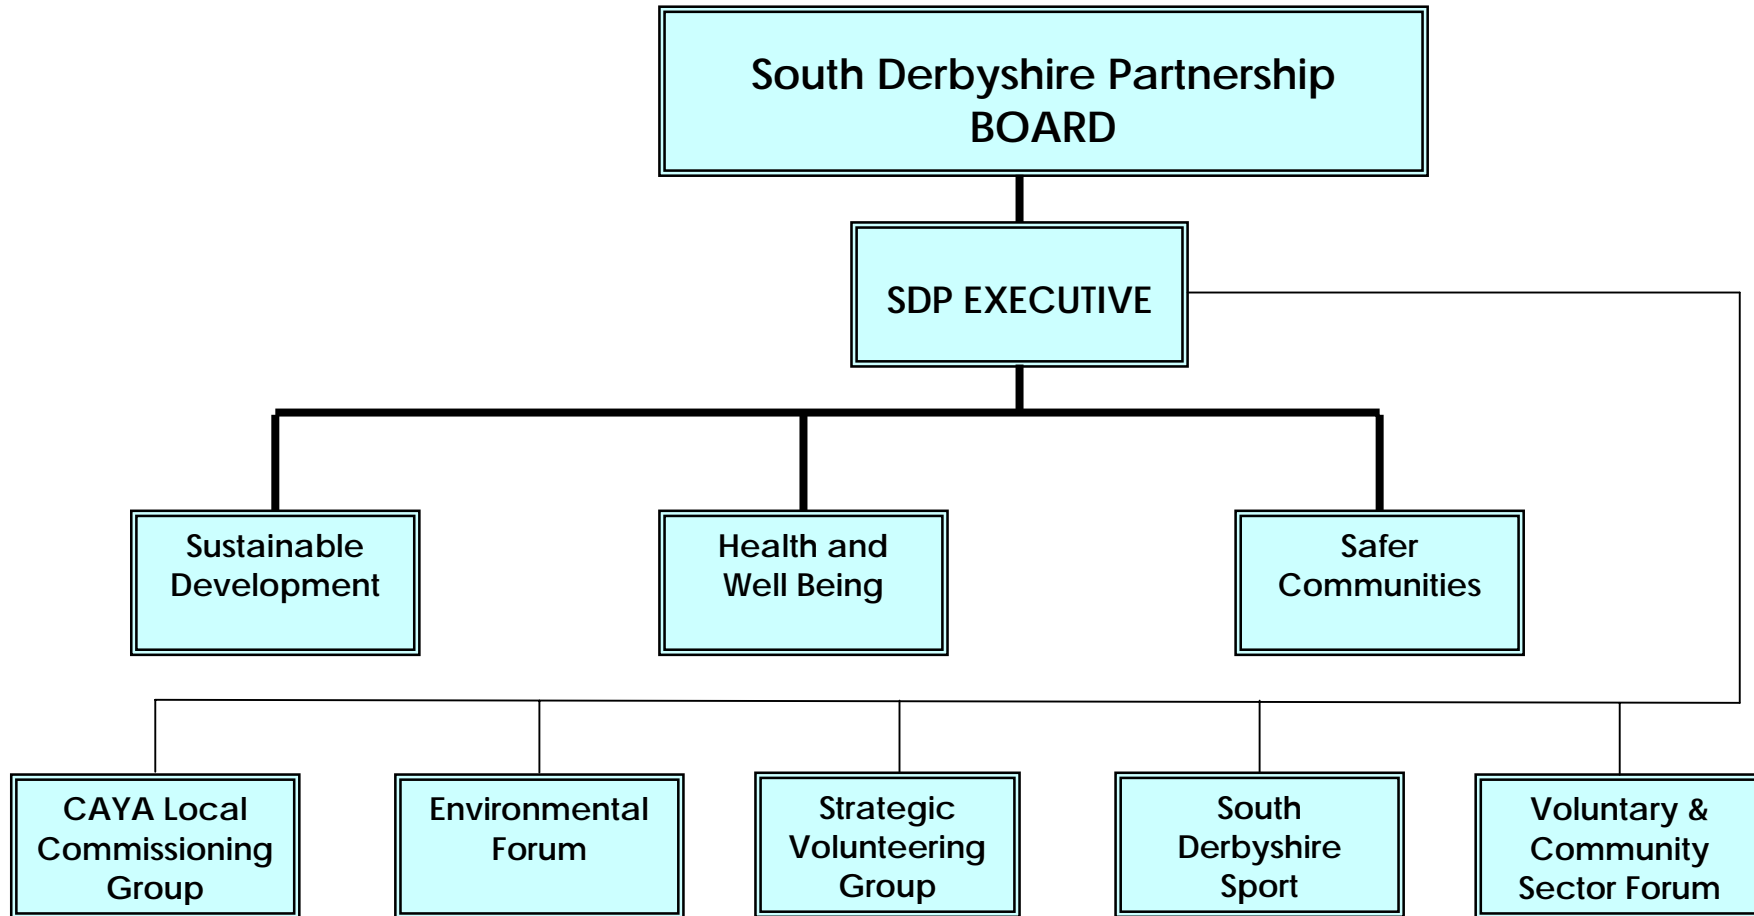 South Derbyshire Partnership
BOARD
SDP EXECUTIVE
Sustainable
Development
Health and
Well Being
Safer
Communities
CAYA Local
Commissioning
Group
Environmental
Forum
Strategic
Volunteering
Group
South
Derbyshire
Sport
Voluntary &
Community
Sector Forum